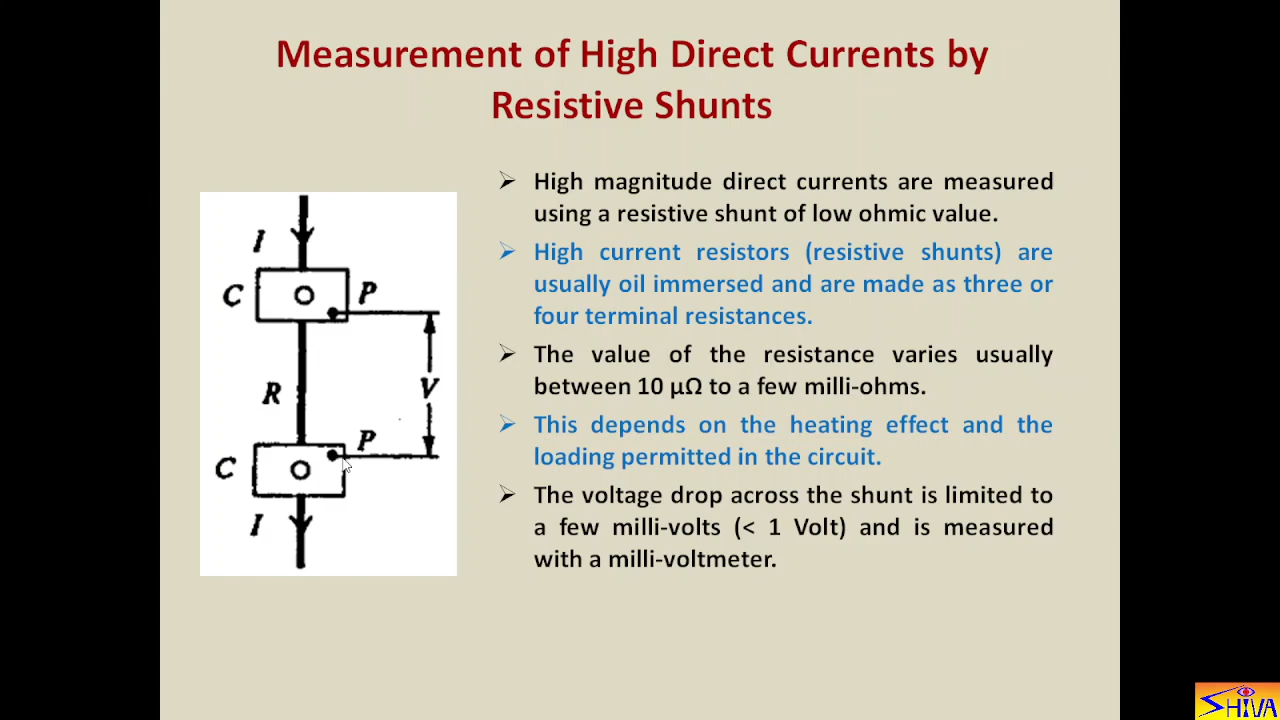 Measurement of High Direct Currents by
Resistive Shunts
I
C
P
R
V
P
C
I
➢ High magnitude direct currents are measured
using a resistive shunt of low ohmic value.
➢ High current resistors (resistive shunts) are
usually oil immersed and are made as three or
four terminal resistances.
➢ The value of the resistance varies usually
between 10 μΩ to a few milli-ohms.
➢ This depends on the heating effect and the
loading permitted in the circuit.
➢ The voltage drop across the shunt is limited to
a few milli-volts (< 1 Volt) and is measured
with a milli-voltmeter.
SHIVA